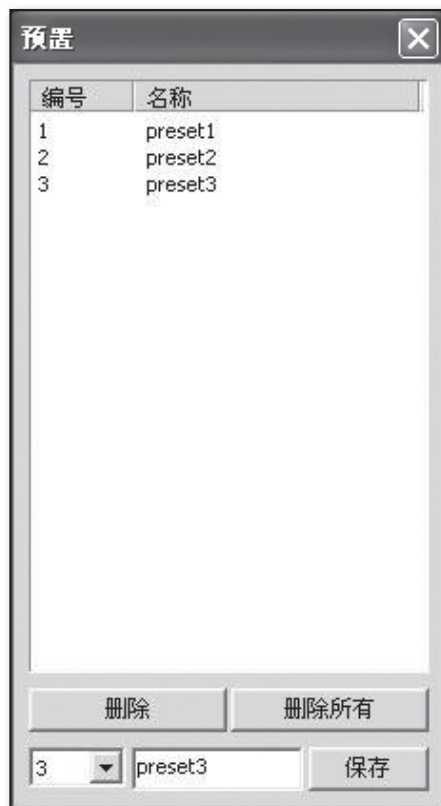 预置
编号 名称
1 preset1
2 preset2
3 preset3
删除 删除所有
3 preset3 保存